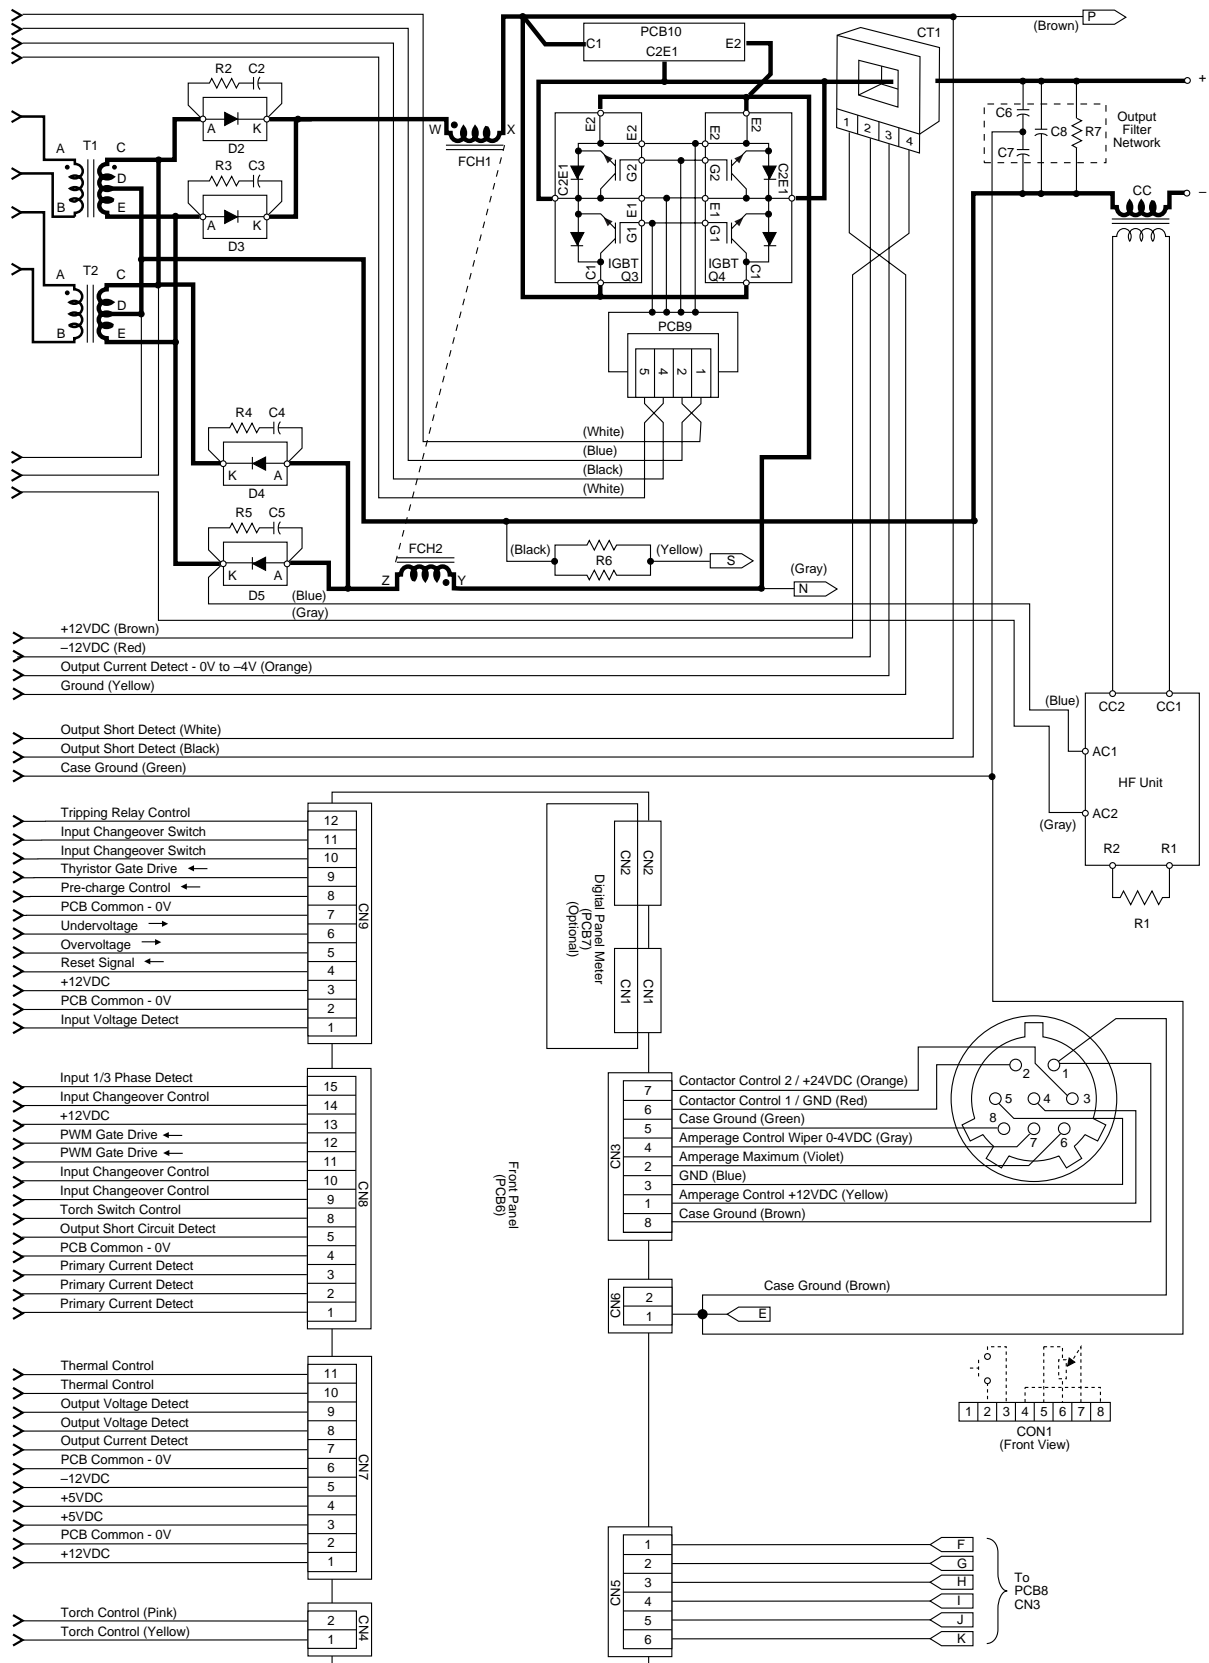 P
(Brown)
PCB10
C1
E2
C2E1
CT1
R2 C2
A K
D2
R3 C3
A K
D3
W X
FCH1
1 2 3 4
+
C6
C7
C8
R7
Output
Filter
Network
CC
–
A T1 C
D
B E
A T2 C
D
B E
E2 E2 E2 E2
G2 G2
C2E1 C2E1
E1 E1
G1 G1
IGBT
Q3
C1
IGBT
Q4
C1
PCB9
5 4 2 1
(White)
(Blue)
(Black)
(White)
R4 C4
K A
D4
R5 C5
K A
D5
FCH2
Z Y
(Black)
R6
(Yellow)
S
(Gray)
N
(Blue)
(Gray)
+12VDC (Brown)
–12VDC (Red)
Output Current Detect - 0V to –4V (Orange)
Ground (Yellow)
Output Short Detect (White)
Output Short Detect (Black)
Case Ground (Green)
(Blue)
CC2 CC1
AC1
HF Unit
AC2
(Gray)
R2 R1
R1
Tripping Relay Control 12
Input Changeover Switch 11
Input Changeover Switch 10
Thyristor Gate Drive ← 9
Pre-charge Control ← 8
PCB Common - 0V 7
Undervoltage → 6
Overvoltage → 5
Reset Signal ← 4
+12VDC 3
PCB Common - 0V 2
Input Voltage Detect 1
CN9
CN2 CN2
CN1 CN1
Digital Panel Meter
(PCB7)
(Optional)
Input 1/3 Phase Detect 15
Input Changeover Control 14
+12VDC 13
PWM Gate Drive ← 12
PWM Gate Drive ← 11
Input Changeover Control 10
Input Changeover Control 9
Torch Switch Control 8
Output Short Circuit Detect 5
PCB Common - 0V 4
Primary Current Detect 3
Primary Current Detect 2
Primary Current Detect 1
CN8
Front Panel
(PCB6)
CN3
7 Contactor Control 2 / +24VDC (Orange)
6 Contactor Control 1 / GND (Red)
5 Case Ground (Green)
4 Amperage Control Wiper 0-4VDC (Gray)
2 Amperage Maximum (Violet)
3 GND (Blue)
1 Amperage Control +12VDC (Yellow)
8 Case Ground (Brown)
2 1
5 4 3
8 7 6
CN6
2
1
Case Ground (Brown)
E
Thermal Control 11
Thermal Control 10
Output Voltage Detect 9
Output Voltage Detect 8
Output Current Detect 7
PCB Common - 0V 6
–12VDC 5
+5VDC 4
+5VDC 3
PCB Common - 0V 2
+12VDC 1
CN7
1 2 3 4 5 6 7 8
CON1
(Front View)
CN5
1 F
2 G
3 H
4 I
5 J
6 K
To
PCB8
CN3
Torch Control (Pink) 2
Torch Control (Yellow) 1
CN4